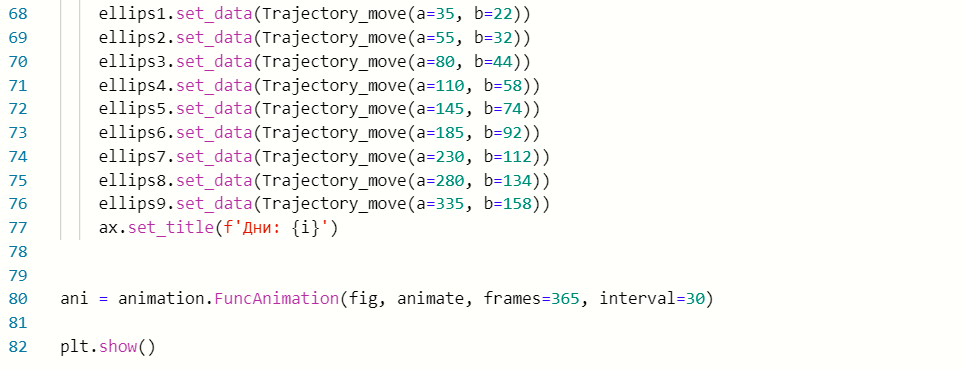 68 ellips1.set_data(Trajectory_move(a=35, b=22))
69 ellips2.set_data(Trajectory_move(a=55, b=32))
70 ellips3.set_data(Trajectory_move(a=80, b=44))
71 ellips4.set_data(Trajectory_move(a=110, b=58))
72 ellips5.set_data(Trajectory_move(a=145, b=74))
73 ellips6.set_data(Trajectory_move(a=185, b=92))
74 ellips7.set_data(Trajectory_move(a=230, b=112))
75 ellips8.set_data(Trajectory_move(a=280, b=134))
76 ellips9.set_data(Trajectory_move(a=335, b=158))
77 ax.set_title(f'Дни: {i}')
78
79
80 ani = animation.FuncAnimation(fig, animate, frames=365, interval=30)
81
82 plt.show()